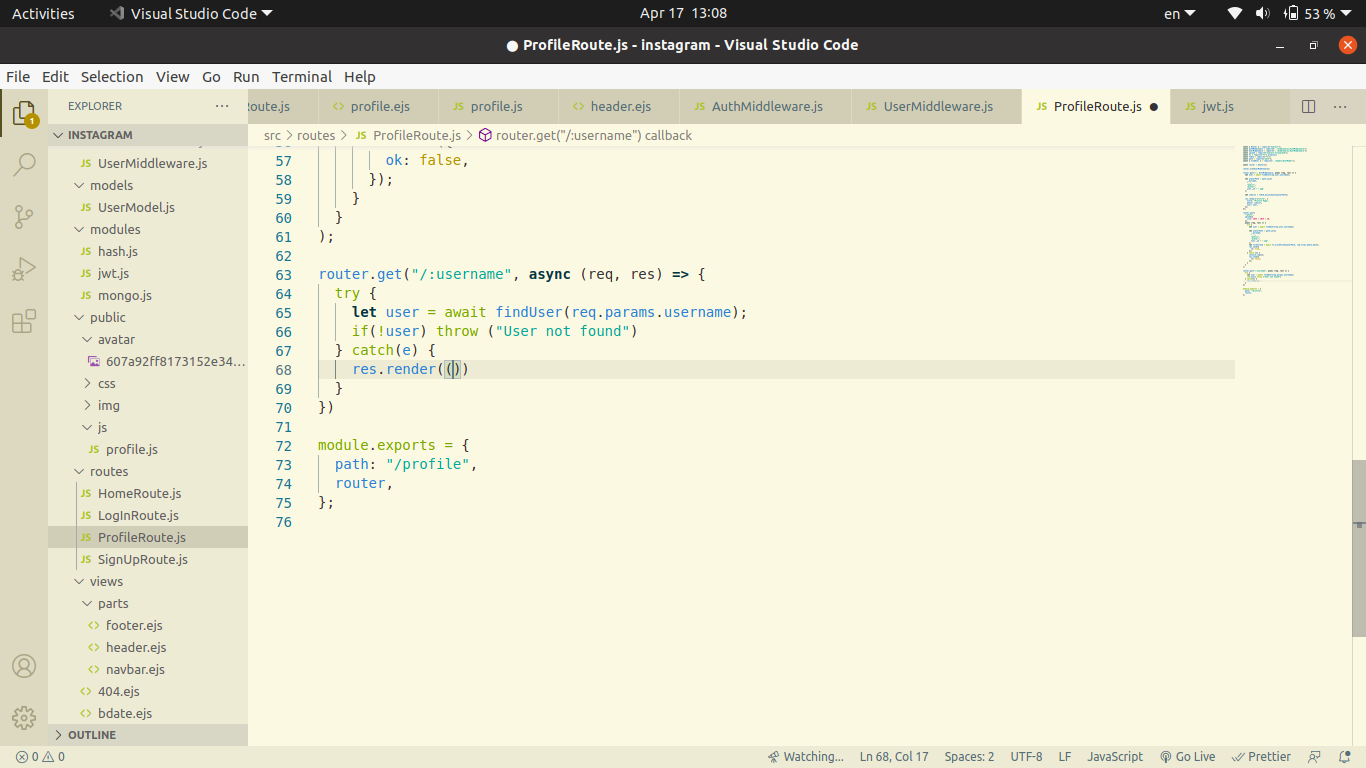 Activities
Visual Studio Code
Apr 17 13:08
en
53 %
ProfileRoute.js - instagram - Visual Studio Code
File Edit Selection View Go Run Terminal Help
1
EXPLORER
INSTAGRAM
JS UserMiddleware.js
models
JS UserModel.js
modules
JS hash.js
JS jwt.js
JS mongo.js
public
avatar
607a92ff8173152e34...
css
img
js
JS profile.js
routes
JS HomeRoute.js
JS LogInRoute.js
JS ProfileRoute.js
JS SignUpRoute.js
views
parts
<> footer.ejs
<> header.ejs
<> navbar.ejs
<> 404.ejs
<> bdate.ejs
OUTLINE
Route.js
<> profile.ejs
JS profile.js
<> header.ejs
JS AuthMiddleware.js
JS UserMiddleware.js
JS ProfileRoute.js
JS jwt.js
src > routes > JS ProfileRoute.js > router.get("/:username") callback
57 ok: false,
58 });
59 }
60 }
61 );
62
63 router.get("/:username", async (req, res) => {
64 try {
65 let user = await findUser(req.params.username);
66 if(!user) throw ("User not found")
67 } catch(e) {
68 res.render(())
69 }
70 })
71
72 module.exports = {
73 path: "/profile",
74 router,
75 };
76
0 0
Watching...
Ln 68, Col 17
Spaces: 2
UTF-8
LF
JavaScript
Go Live
Prettier